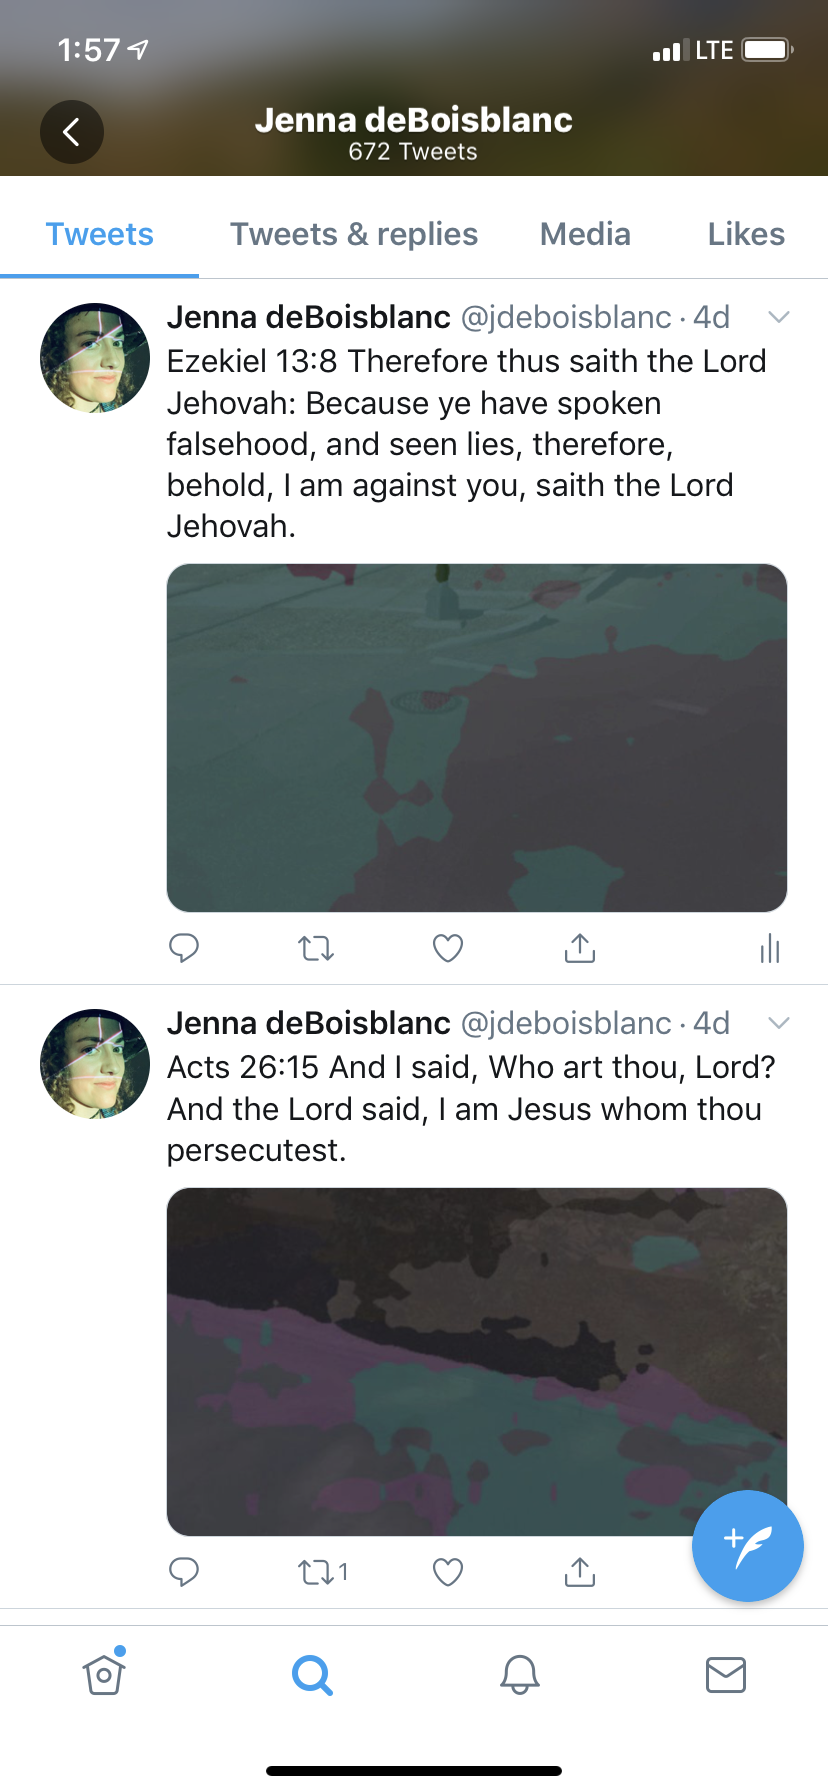 1:57
LTE
Jenna deBoisblanc
672 Tweets
Tweets
Tweets & replies
Media
Likes
Jenna deBoisblanc @jdeboisblanc · 4d
Ezekiel 13:8 Therefore thus saith the Lord
Jehovah: Because ye have spoken
falsehood, and seen lies, therefore,
behold, I am against you, saith the Lord
Jehovah.
Jenna deBoisblanc @jdeboisblanc · 4d
Acts 26:15 And I said, Who art thou, Lord?
And the Lord said, I am Jesus whom thou
persecutest.
1